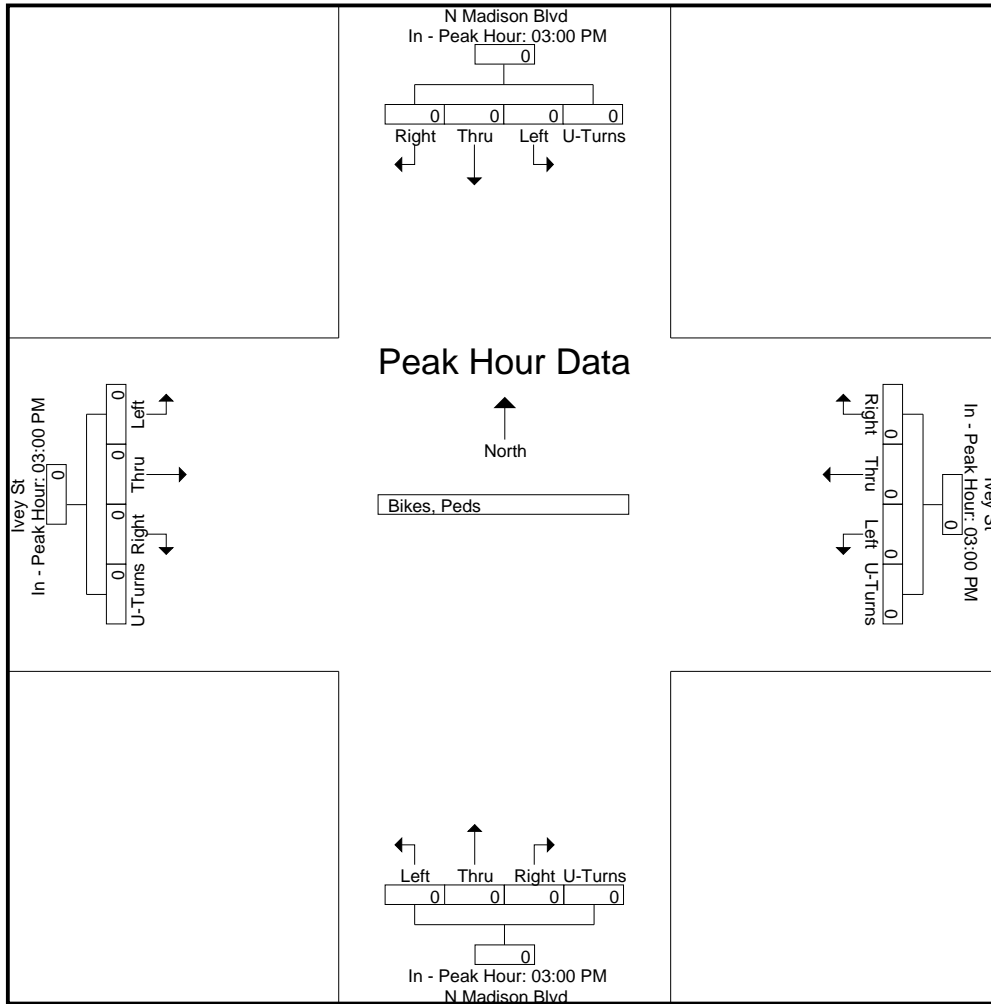 N Madison Blvd
In - Peak Hour: 03:00 PM
0
0 0 0 0
Right Thru Left U-Turns
Peak Hour Data
North
Bikes, Peds
Ivey St
In - Peak Hour: 03:00 PM
0
0 0 0 0
Left Thru Right U-Turns
Ivey St
In - Peak Hour: 03:00 PM
0
0 0 0 0
Right Thru Left U-Turns
Left Thru Right U-Turns
0 0 0 0
0
In - Peak Hour: 03:00 PM
N Madison Blvd